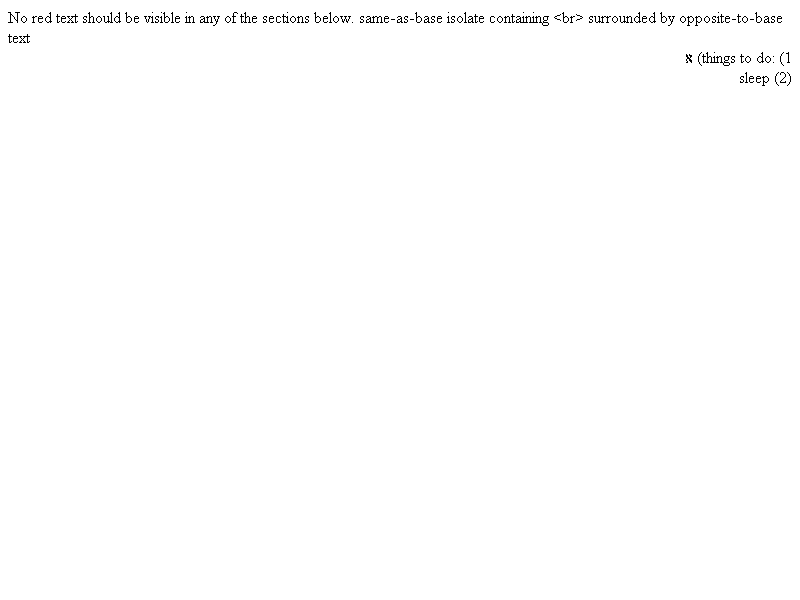 No red text should be visible in any of the sections below. same-as-base isolate containing <br> surrounded by opposite-to-base
text
א (things to do: (1
sleep (2)